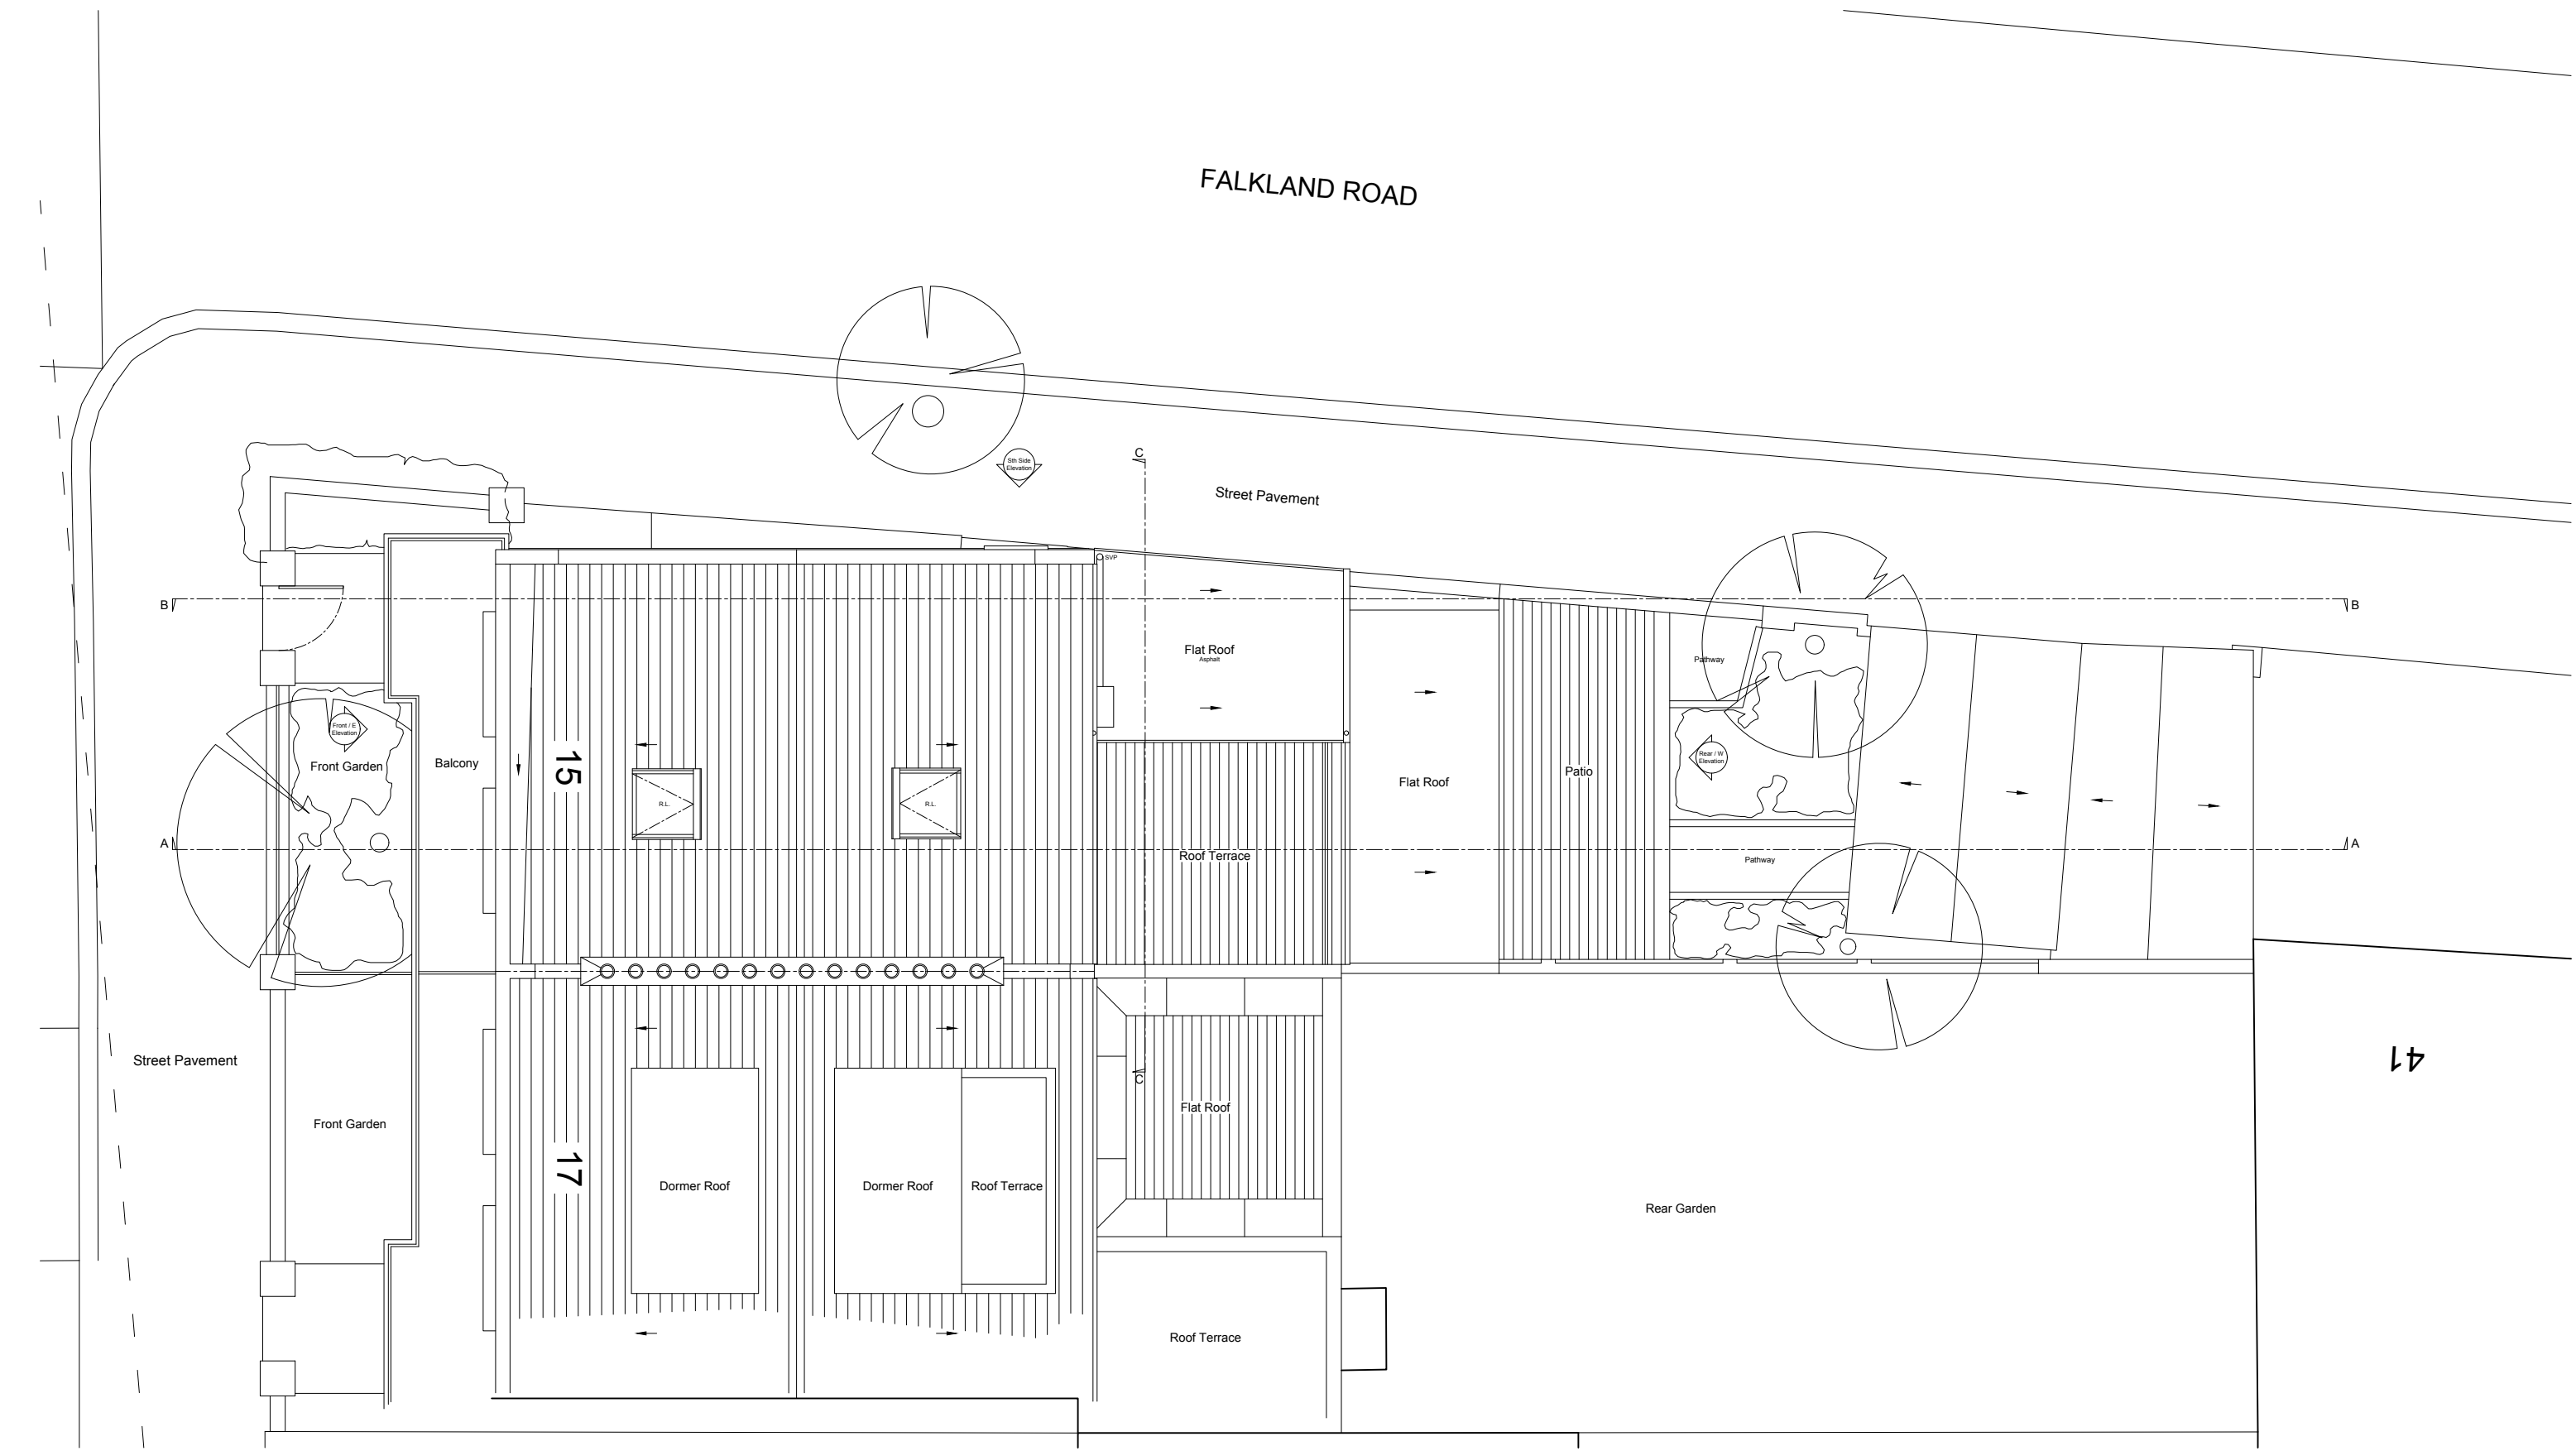 FALKLAND ROAD
C
Sth Side
Elevation
Street Pavement
SVP
B
B
Flat Roof
Asphalt
Pathway
Front / E
Elevation
Front Garden
Balcony
15
R.L.
R.L.
Flat Roof
Patio
Rear / W
Elevation
A
A
Roof Terrace
Pathway
Street Pavement
41
C
Flat Roof
Front Garden
17
Dormer Roof
Dormer Roof
Roof Terrace
Rear Garden
Roof Terrace